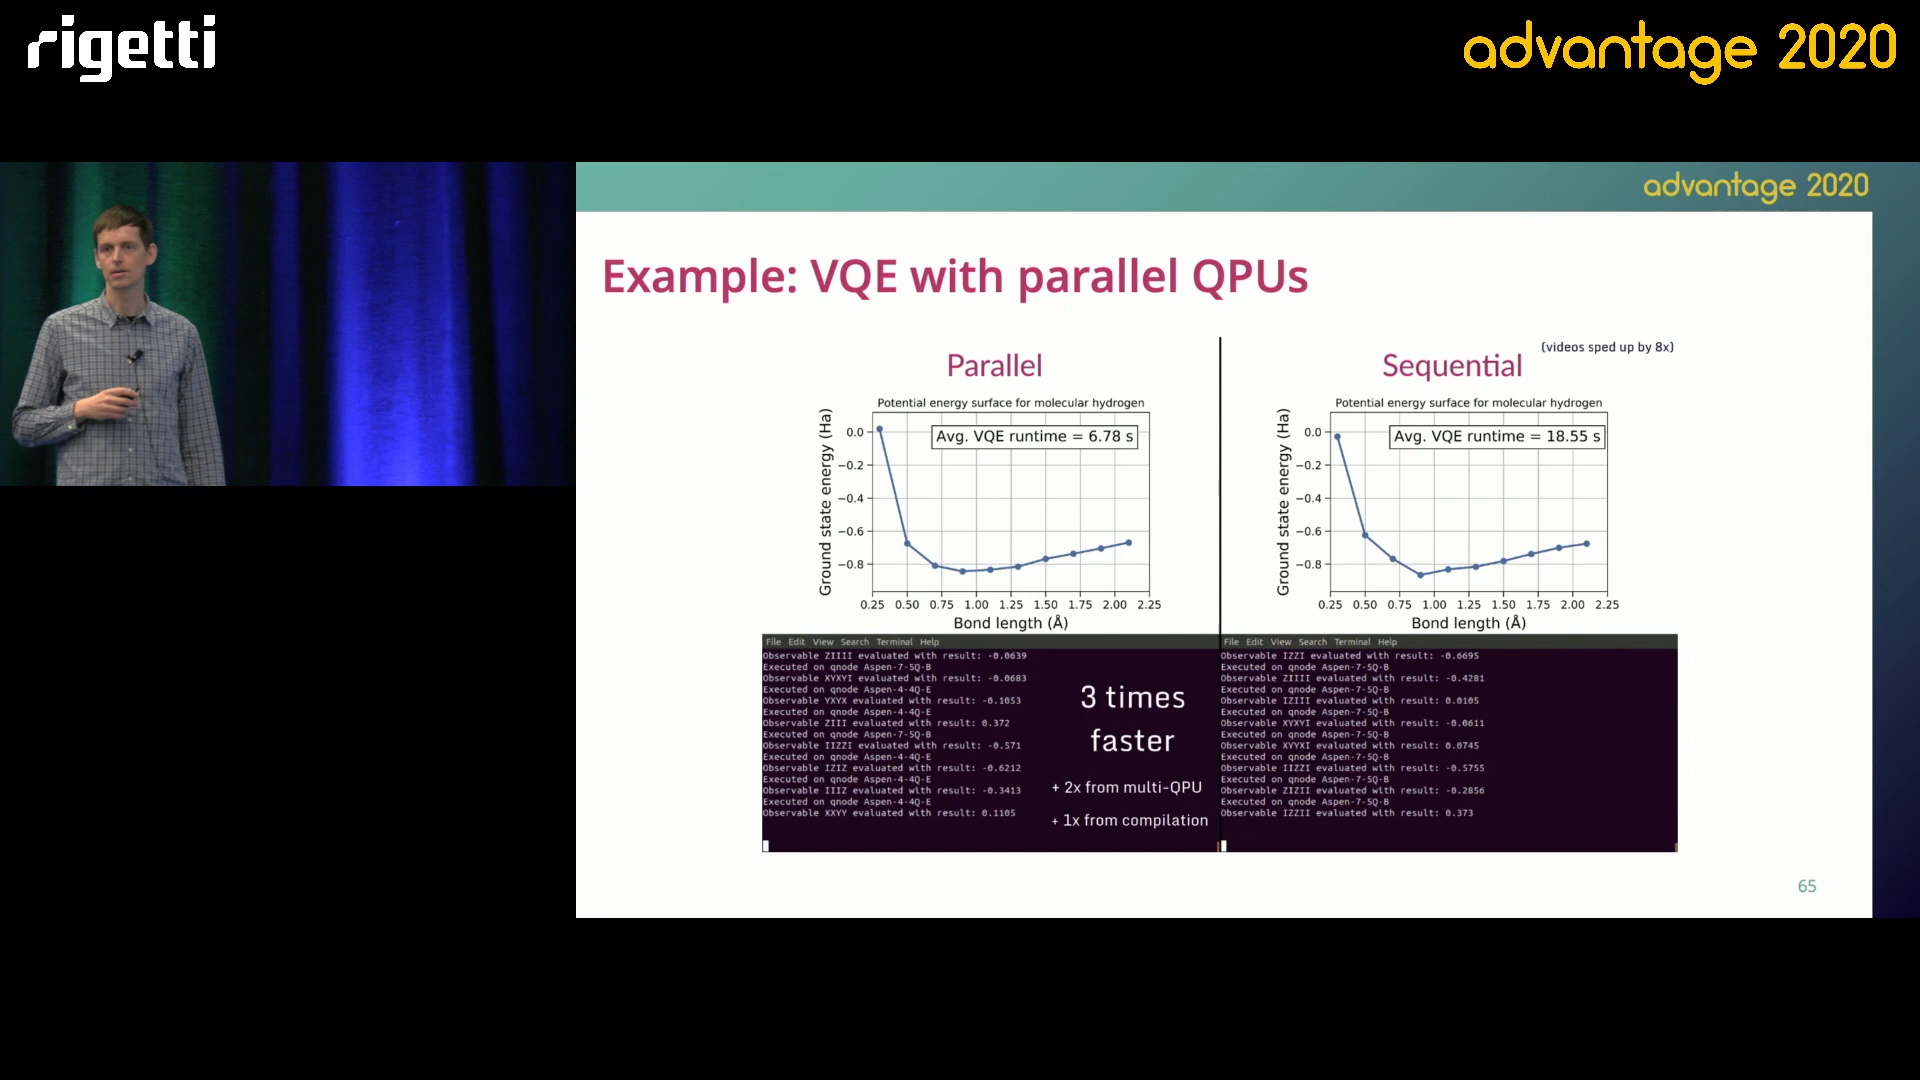 rigetti
advantage 2020
advantage 2020
Example: VQE with parallel QPUs
Parallel
Potential energy surface for molecular hydrogen
Avg. VQE runtime = 6.78 s
Ground state energy (Ha)
0.0
−0.2
−0.4
−0.6
−0.8
0.25 0.50 0.75 1.00 1.25 1.50 1.75 2.00 2.25
Bond length (Å)
Sequential
(videos sped up by 8x)
Potential energy surface for molecular hydrogen
Avg. VQE runtime = 18.55 s
Ground state energy (Ha)
0.0
−0.2
−0.4
−0.6
−0.8
0.25 0.50 0.75 1.00 1.25 1.50 1.75 2.00 2.25
Bond length (Å)
File Edit View Search Terminal Help
Observable ZIIII evaluated with result: -0.0639
Executed on qnode Aspen-7-5Q-B
Observable XYXYI evaluated with result: -0.0683
Executed on qnode Aspen-4-4Q-E
Observable YXYX evaluated with result: -0.1053
Executed on qnode Aspen-4-4Q-E
Observable ZIII evaluated with result: 0.372
Executed on qnode Aspen-7-5Q-B
Observable IIZZI evaluated with result: -0.571
Executed on qnode Aspen-4-4Q-E
Observable IZIZ evaluated with result: -0.6212
Executed on qnode Aspen-4-4Q-E
Observable IIIZ evaluated with result: -0.3413
Executed on qnode Aspen-4-4Q-E
Observable XXYY evaluated with result: 0.1105
3 times
faster
+ 2x from multi-QPU
+ 1x from compilation
File Edit View Search Terminal Help
Observable IZZI evaluated with result: -0.6695
Executed on qnode Aspen-7-5Q-B
Observable ZIIII evaluated with result: -0.4281
Executed on qnode Aspen-7-5Q-B
Observable IZIII evaluated with result: 0.0105
Executed on qnode Aspen-7-5Q-B
Observable XYXYI evaluated with result: -0.0611
Executed on qnode Aspen-7-5Q-B
Observable XYYXI evaluated with result: 0.0745
Executed on qnode Aspen-7-5Q-B
Observable IIZZI evaluated with result: -0.5755
Executed on qnode Aspen-7-5Q-B
Observable ZIZII evaluated with result: -0.2856
Executed on qnode Aspen-7-5Q-B
Observable IZZII evaluated with result: 0.373
65